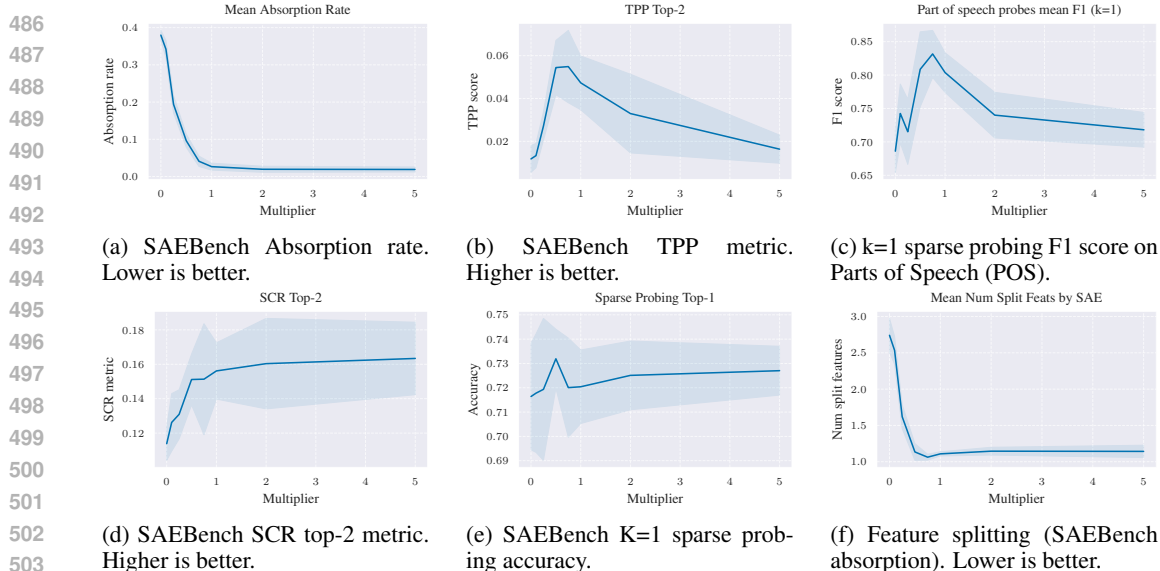 486
487
488
489
490
491
492
493
494
495
496
497
498
499
500
501
502
503
Mean Absorption Rate
Absorption rate
0.4
0.3
0.2
0.1
0.0
0 1 2 3 4 5
Multiplier
(a) SAEBench Absorption rate.
Lower is better.
TPP Top-2
TPP score
0.06
0.04
0.02
0 1 2 3 4 5
Multiplier
(b) SAEBench TPP metric.
Higher is better.
Part of speech probes mean F1 (k=1)
F1 score
0.85
0.80
0.75
0.70
0.65
0 1 2 3 4 5
Multiplier
(c) k=1 sparse probing F1 score on
Parts of Speech (POS).
SCR Top-2
SCR metric
0.18
0.16
0.14
0.12
0 1 2 3 4 5
Multiplier
(d) SAEBench SCR top-2 metric.
Higher is better.
Sparse Probing Top-1
Accuracy
0.75
0.74
0.73
0.72
0.71
0.70
0.69
0 1 2 3 4 5
Multiplier
(e) SAEBench K=1 sparse prob-
ing accuracy.
Mean Num Split Feats by SAE
Num split features
3.0
2.5
2.0
1.5
1.0
0 1 2 3 4 5
Multiplier
(f) Feature splitting (SAEBench
absorption). Lower is better.